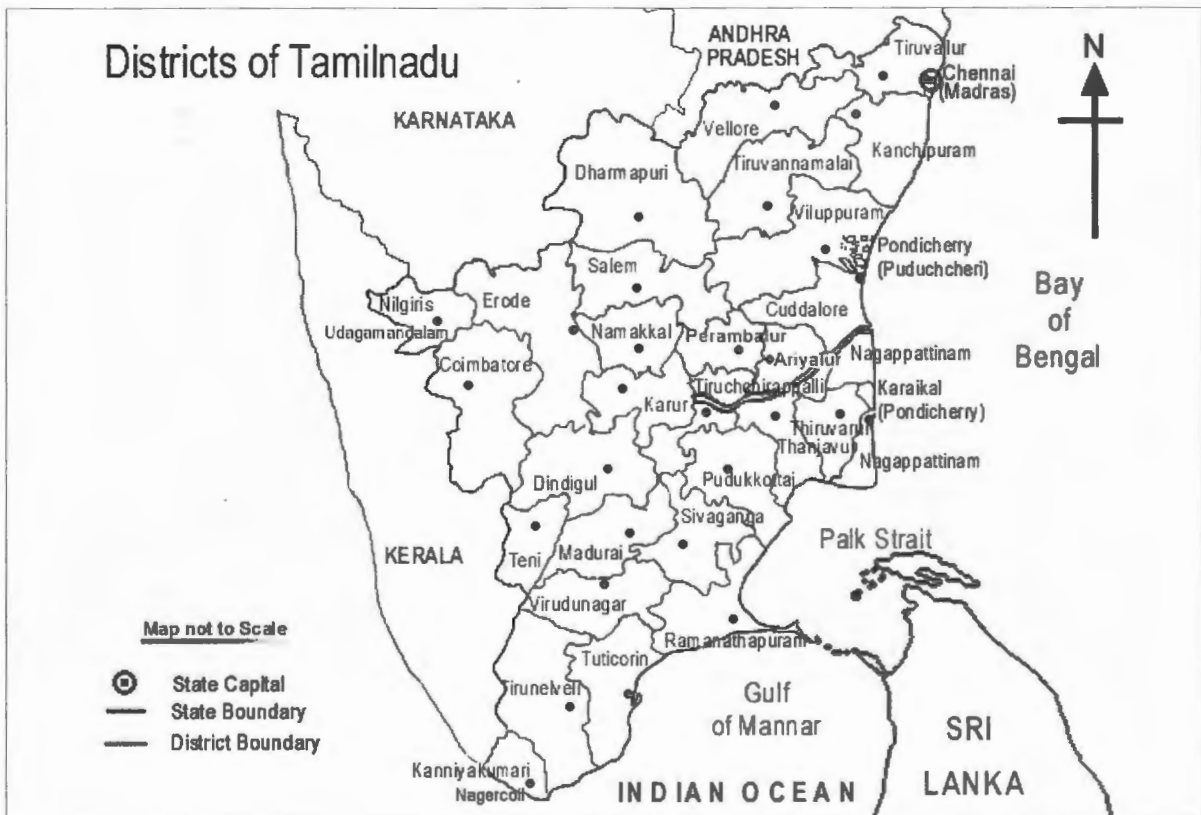 Districts of Tamilnadu
ANDHRA
PRADESH
Tiruvalur
N
Chennai
(Madras)
KARNATAKA
Vellore
Kanchipuram
Tiruvannamalai
Dharmapuri
Viluppuram
Pondicherry
(Puduchcheri)
Salem
Bay
of
Bengal
Nilgiris
Erode
Cuddalore
Udagamandalam
Namakkal
Perambalur
Ariyalur
Nagappattinam
Coimbatore
Tiruchchirappalli
Karaikal
(Pondicherry)
Karur
Thiruvarur
Thanjavur
Nagappattinam
Dindigul
Pudukkottai
Sivaganga
Palk Strait
KERALA
Teni
Madurai
Virudunagar
Map not to Scale
Ramanathapuram
Tuticorin
State Capital
Tirunelveli
Gulf
of Mannar
State Boundary
SRI
LANKA
District Boundary
Kanniyakumari
Nagercoil
INDIAN OCEAN